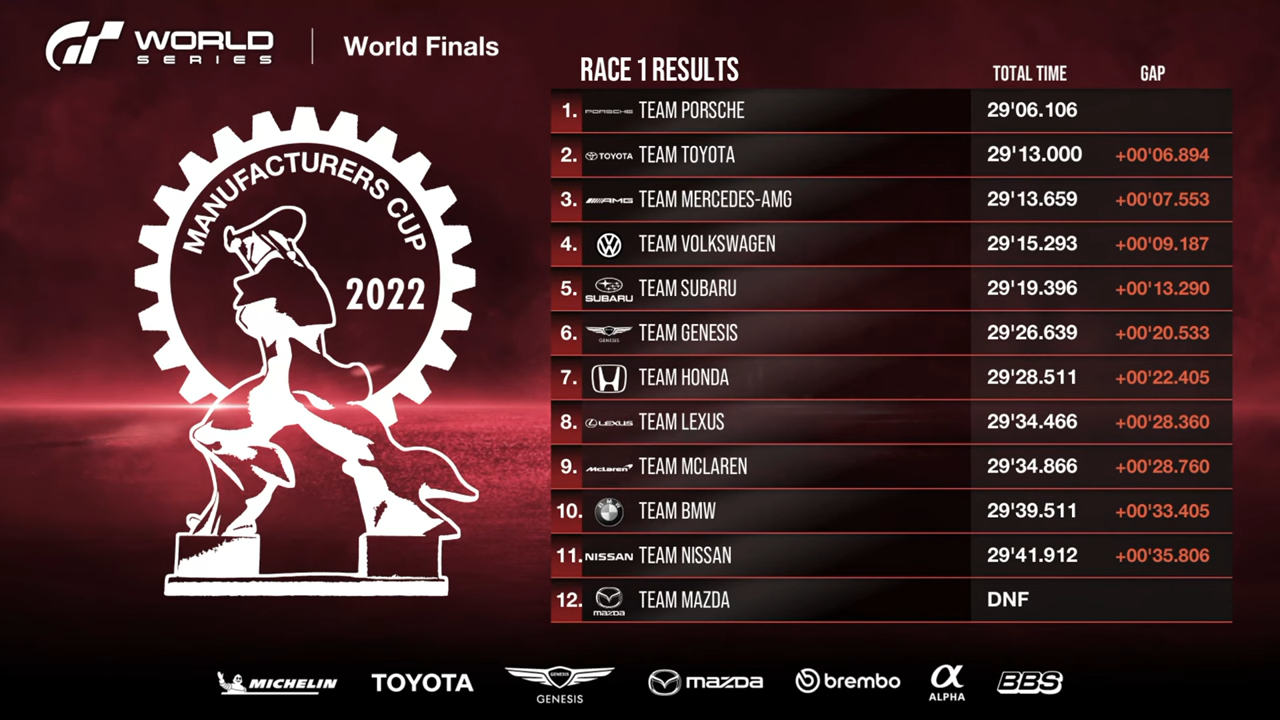 GT WORLD SERIES | World Finals
MANUFACTURERS CUP
2022
RACE 1 RESULTS TOTAL TIME GAP
1. PORSCHE TEAM PORSCHE 29'06.106
2. TOYOTA TEAM TOYOTA 29'13.000 +00'06.894
3. AMG TEAM MERCEDES-AMG 29'13.659 +00'07.553
4. TEAM VOLKSWAGEN 29'15.293 +00'09.187
5. SUBARU TEAM SUBARU 29'19.396 +00'13.290
6. GENESIS TEAM GENESIS 29'26.639 +00'20.533
7. TEAM HONDA 29'28.511 +00'22.405
8. LEXUS TEAM LEXUS 29'34.466 +00'28.360
9. McLaren TEAM MCLAREN 29'34.866 +00'28.760
10. BMW TEAM BMW 29'39.511 +00'33.405
11. NISSAN TEAM NISSAN 29'41.912 +00'35.806
12. mazda TEAM MAZDA DNF
MICHELIN TOYOTA GENESIS GENESIS mazda brembo α ALPHA BBS